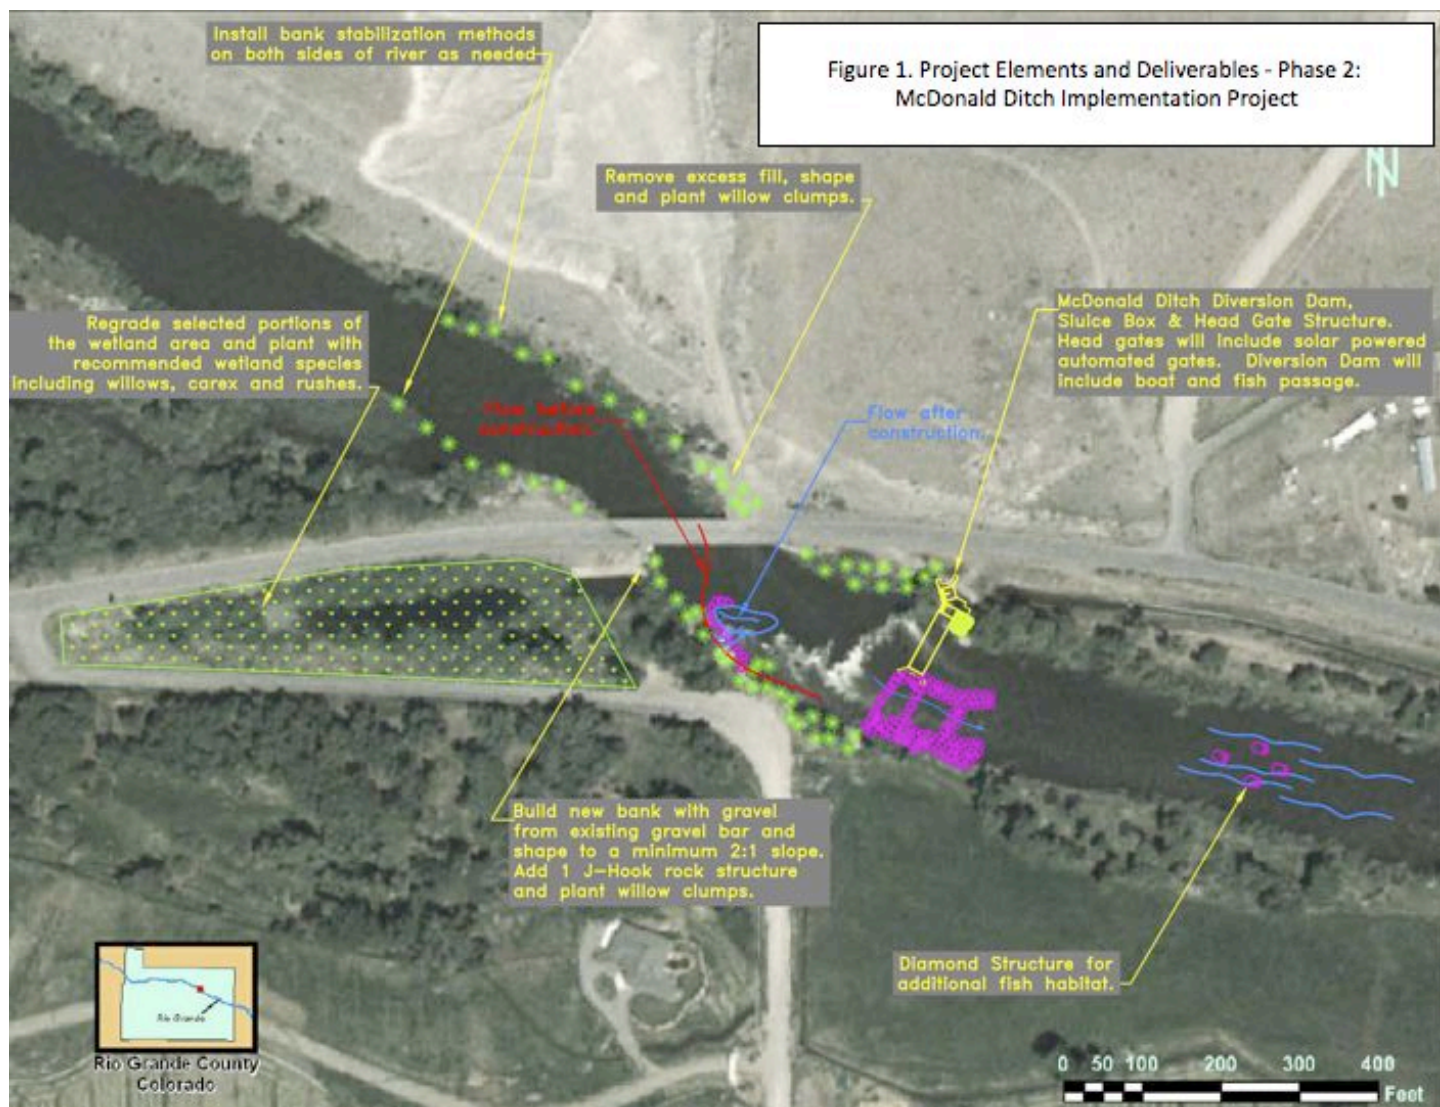 Install bank stabilization methods
on both sides of river as needed
Figure 1. Project Elements and Deliverables - Phase 2:
McDonald Ditch Implementation Project
N
Remove excess fill, shape
and plant willow clumps.
Regrade selected portions of
the wetland area and plant with
recommended wetland species
including willows, carex and rushes.
McDonald Ditch Diversion Dam,
Sluice Box & Head Gate Structure.
Head gates will include solar powered
automated gates. Diversion Dam will
include boat and fish passage.
Flow before
construction.
Flow after
construction.
Build new bank with gravel
from existing gravel bar and
shape to a minimum 2:1 slope.
Add 1 J-Hook rock structure
and plant willow clumps.
Diamond Structure for
additional fish habitat.
Rio Grande
Rio Grande County
Colorado
0 50 100 200 300 400
Feet